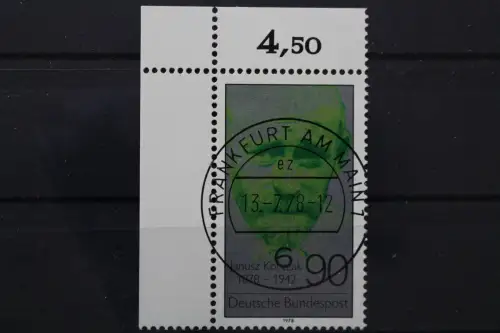 4,50
FRANKFURT AM MAIN 1
ez
13.-7.78-12
6
90
Janusz Korczak
1878 - 1942
Deutsche Bundespost
1978